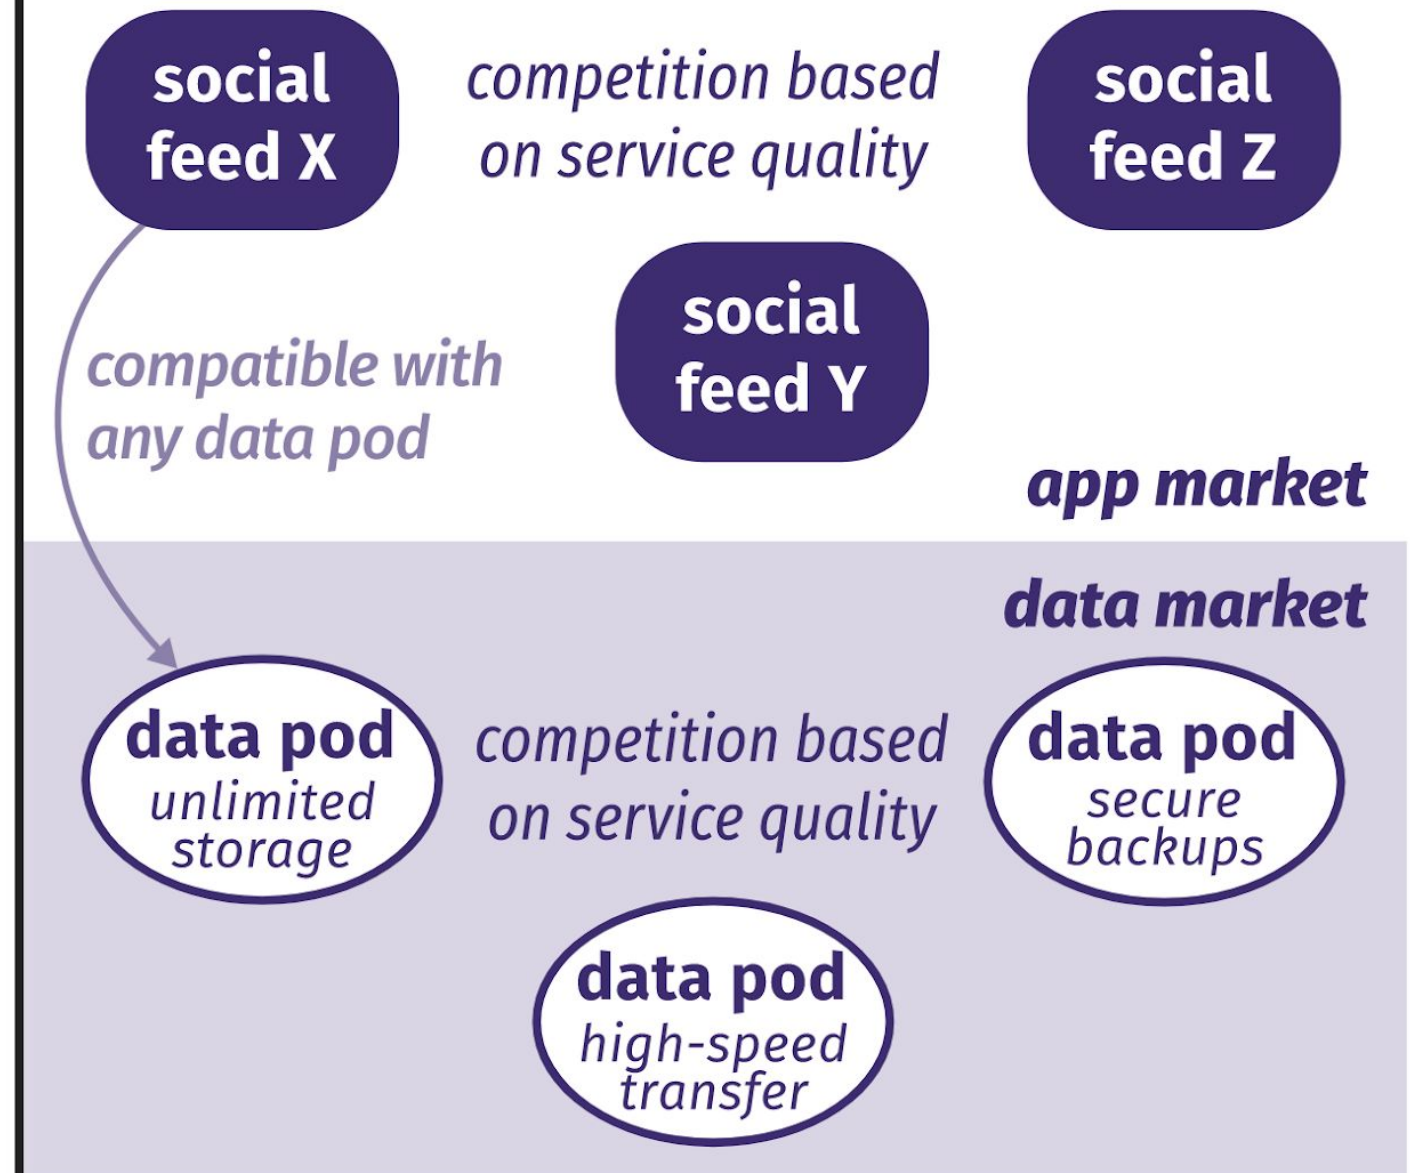 social
feed X
competition based
on service quality
social
feed Z
social
feed Y
compatible with
any data pod
app market
data market
data pod
unlimited
storage
competition based
on service quality
data pod
secure
backups
data pod
high-speed
transfer